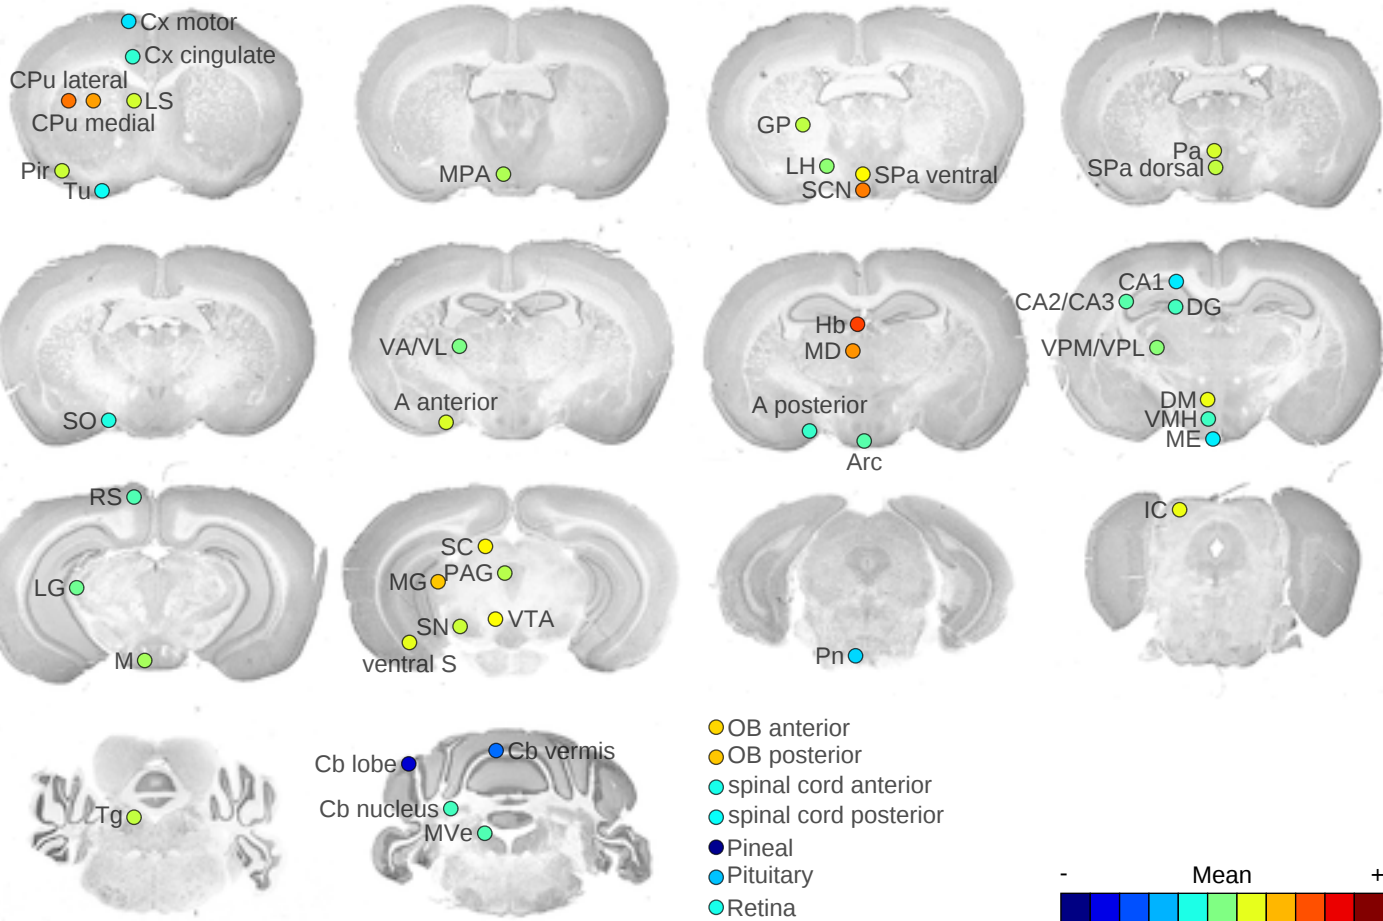 Cx motor
Cx cingulate
CPu lateral
LS
CPu medial
Pir
Tu
MPA
GP
LH
SPa ventral
SCN
Pa
SPa dorsal
SO
VA/VL
A anterior
Hb
MD
A posterior
Arc
CA1
CA2/CA3
DG
VPM/VPL
DM
VMH
ME
RS
LG
M
SC
MG
PAG
SN
VTA
ventral S
Pn
IC
Tg
Cb lobe
Cb vermis
Cb nucleus
MVe
OB anterior
OB posterior
spinal cord anterior
spinal cord posterior
Pineal
Pituitary
Retina
- Mean +